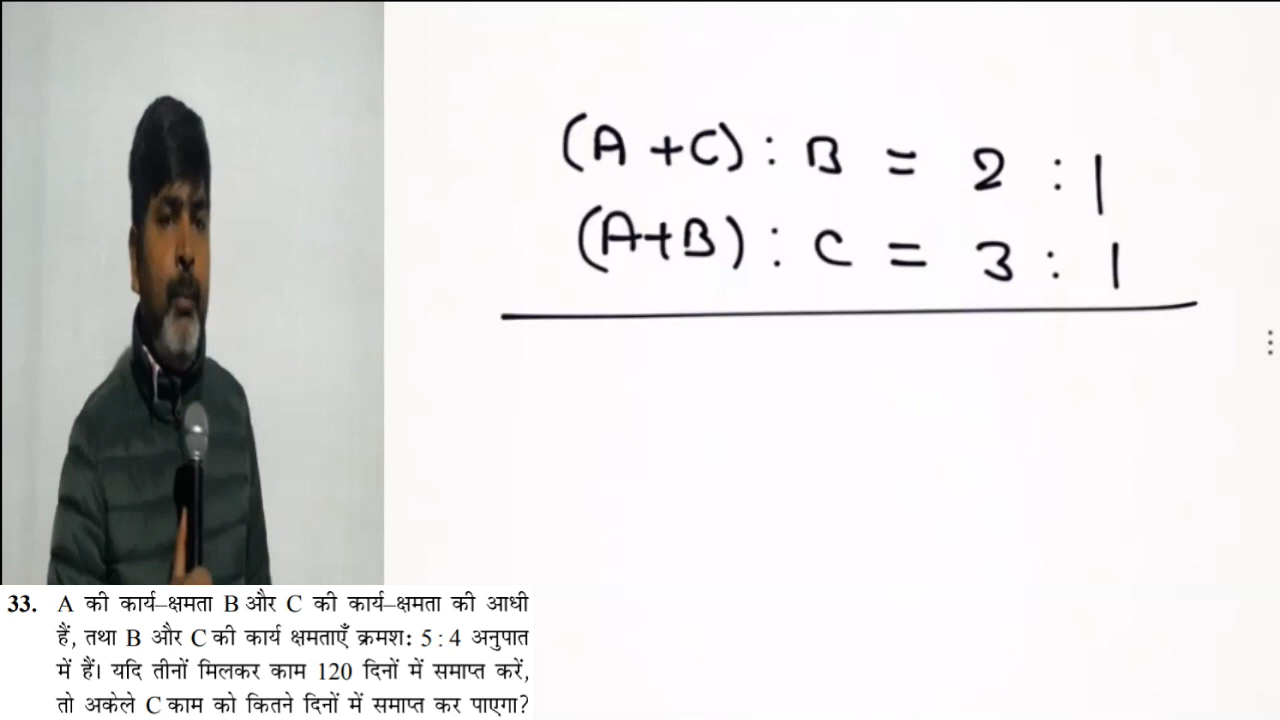 (A + C) : B = 2 : 1
(A+B) : C = 3 : 1
33. A की कार्य–क्षमता B और C की कार्य–क्षमता की आधी
हैं, तथा B और C की कार्य क्षमताएँ क्रमश: 5 : 4 अनुपात
में हैं। यदि तीनों मिलकर काम 120 दिनों में समाप्त करें,
तो अकेले C काम को कितने दिनों में समाप्त कर पाएगा?